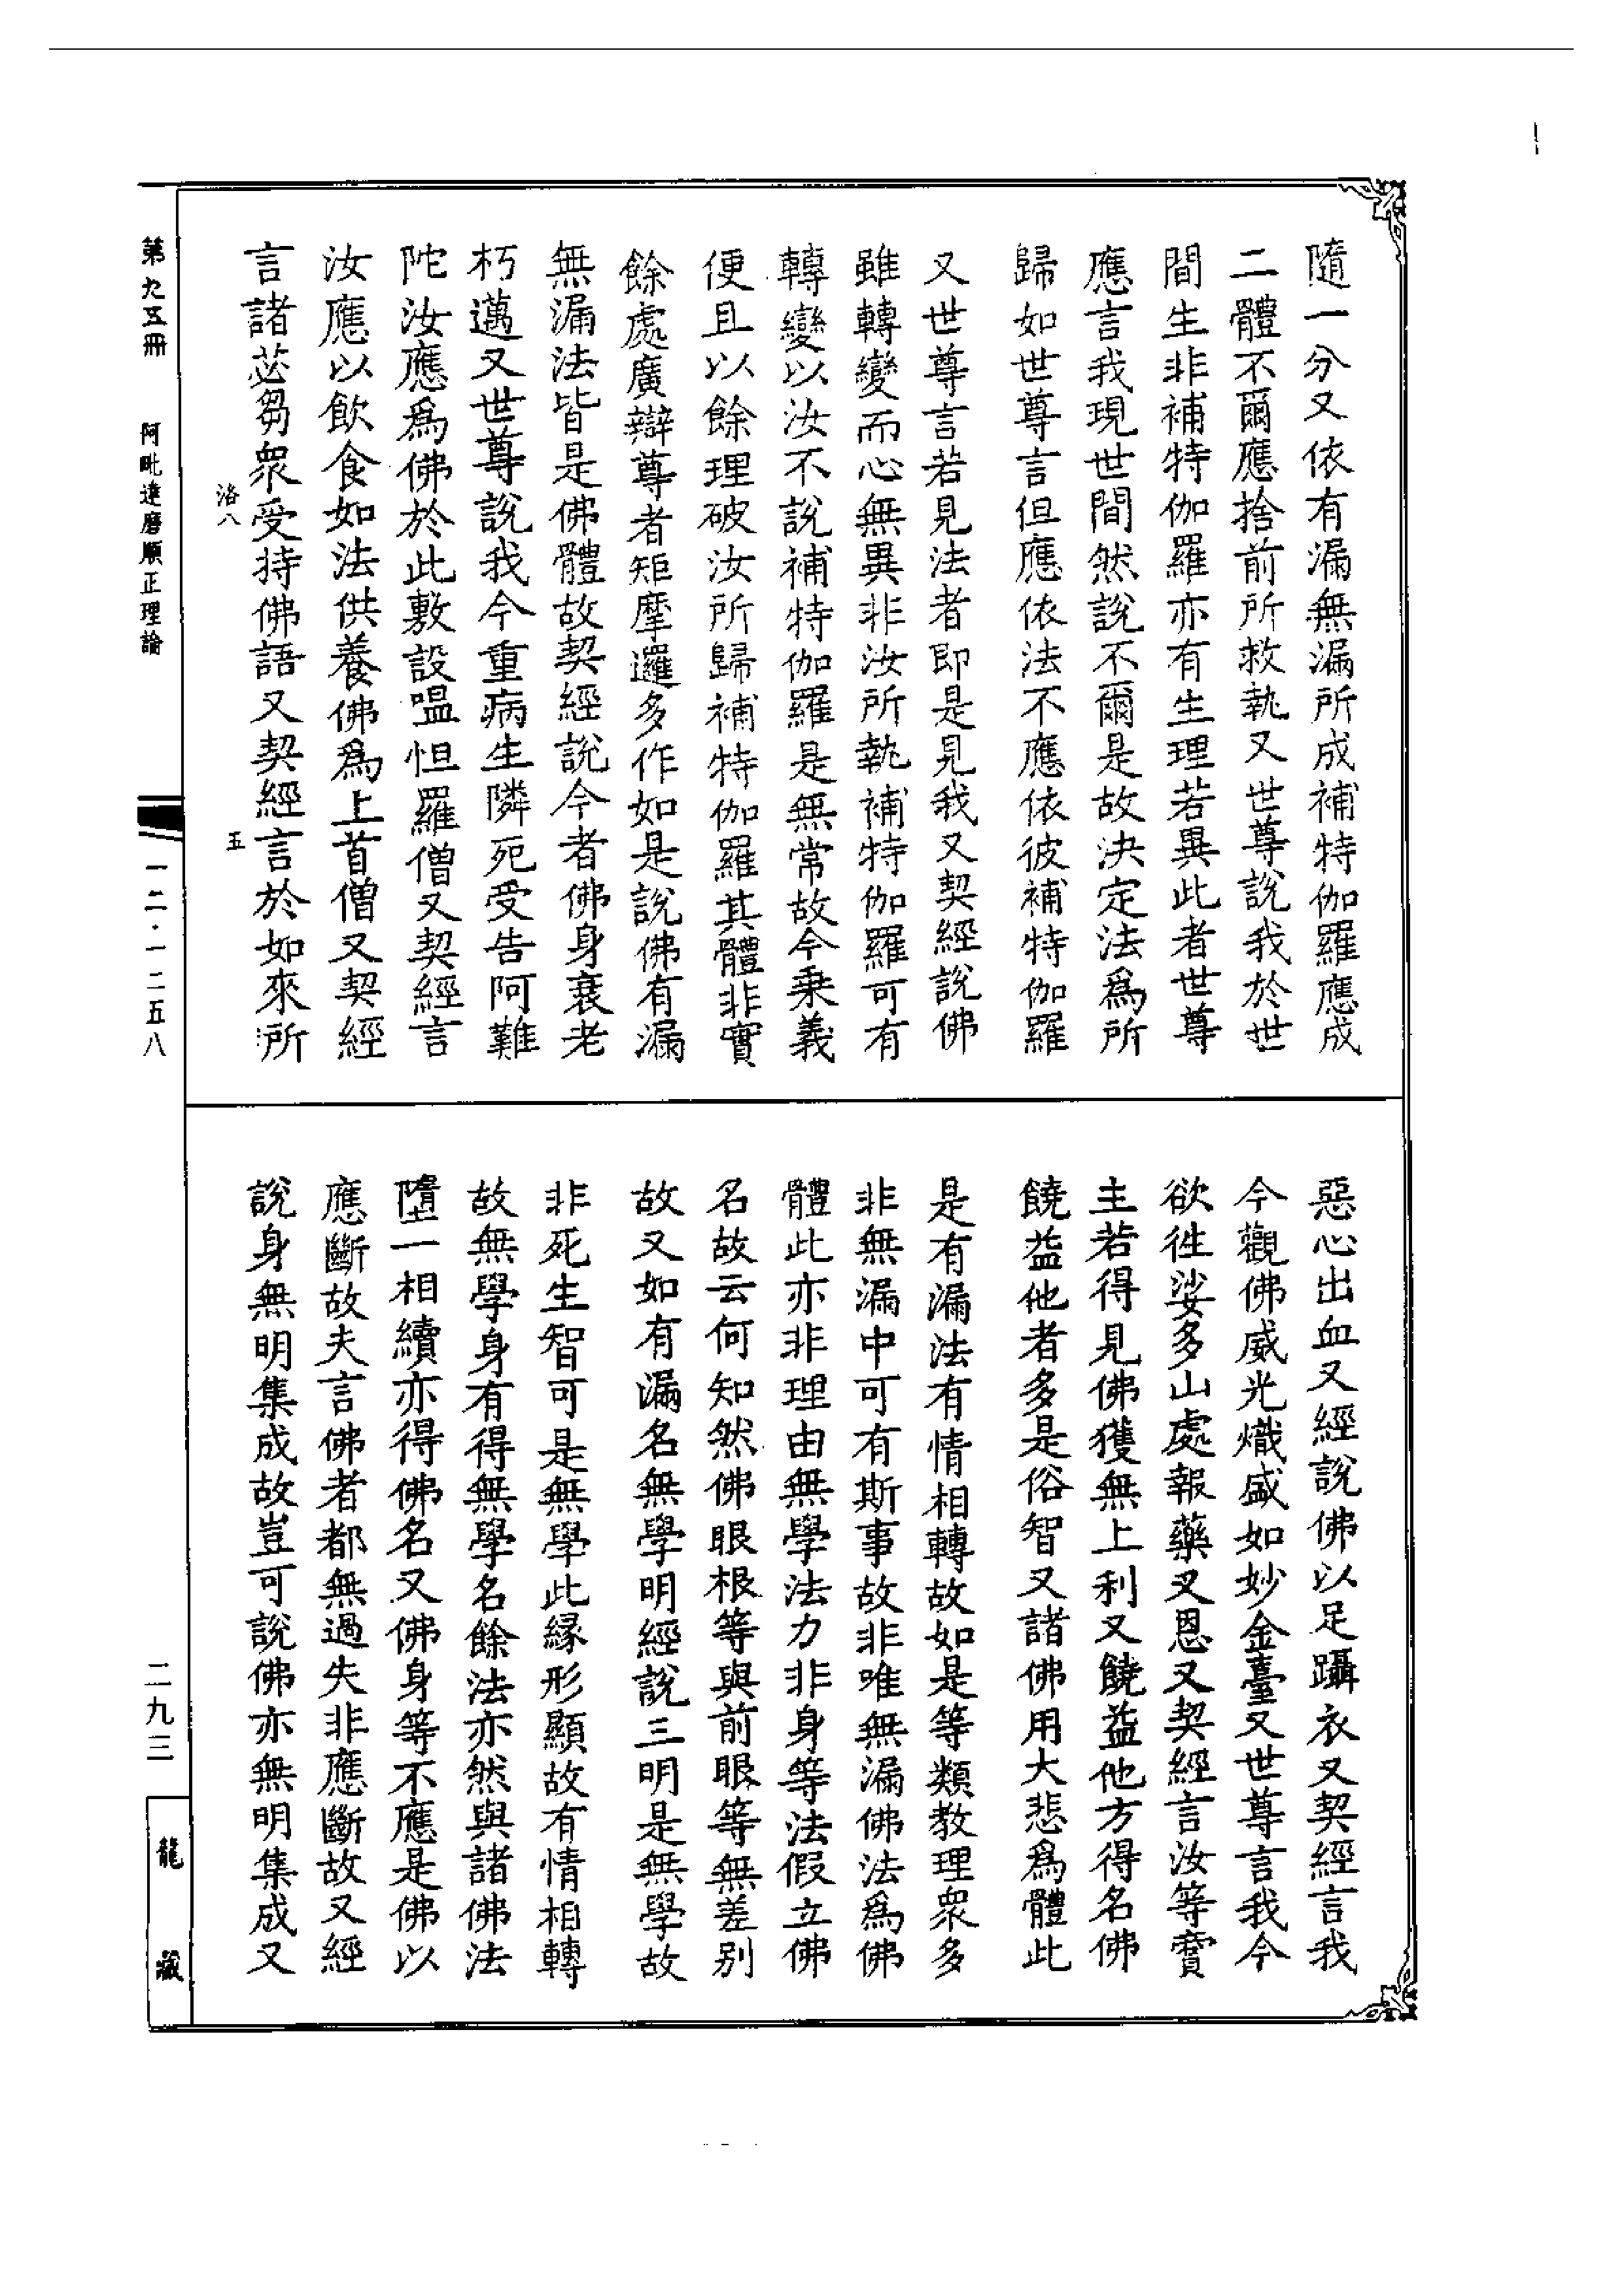 隨一分又依有漏無漏所成補特伽羅應成
二體不爾應捨前所救執又世尊說我於世
間生非補特伽羅亦有生理若異此者世尊
應言我現世間然說不爾是故決定法爲所
歸如世尊言但應依法不應依彼補特伽羅
又世尊言若見法者即是見我又契經說佛
雖轉變而心無異非汝所執補特伽羅可有
轉變以汝不說補特伽羅是無常故今乗義
便且以餘理破汝所歸補特伽羅其體非實
餘處廣辯尊者矩摩邏多作如是說佛有漏
無漏法皆是佛體故契經說今者佛身衰老
朽邁又世尊說我今重病生隣死受告阿難
陀汝應爲佛於此敷設嗢怛羅僧又契經言
汝應以飲食如法供養佛爲上首僧又契經
言諸苾芻衆受持佛語又契經言於如來所
惡心出血又經說佛以足躡衣又契經言我
今觀佛威光熾盛如妙金臺又世尊言我今
欲徃娑多山處報藥叉恩又契經言汝等賣
主若得見佛獲無上利又饒益他方得名佛
饒益他者多是俗智又諸佛用大悲爲體此
是有漏法有情相轉故如是等類教理衆多
非無漏中可有斯事故非唯無漏佛法爲佛
體此亦非理由無學法力非身等法假立佛
名故云何知然佛眼根等與前眼等無差别
故又如有漏名無學明經說三明是無學故
非死生智可是無學此縁形顯故有情相轉
故無學身有得無學名餘法亦然與諸佛法
墮一相續亦得佛名又佛身等不應是佛以
應斷故夫言佛者都無過失非應斷故又經
說身無明集成故豈可說佛亦無明集成又
洛八
五
第九五冊
阿毗達磨順正理論
一二·一二五八
二九三
龍藏